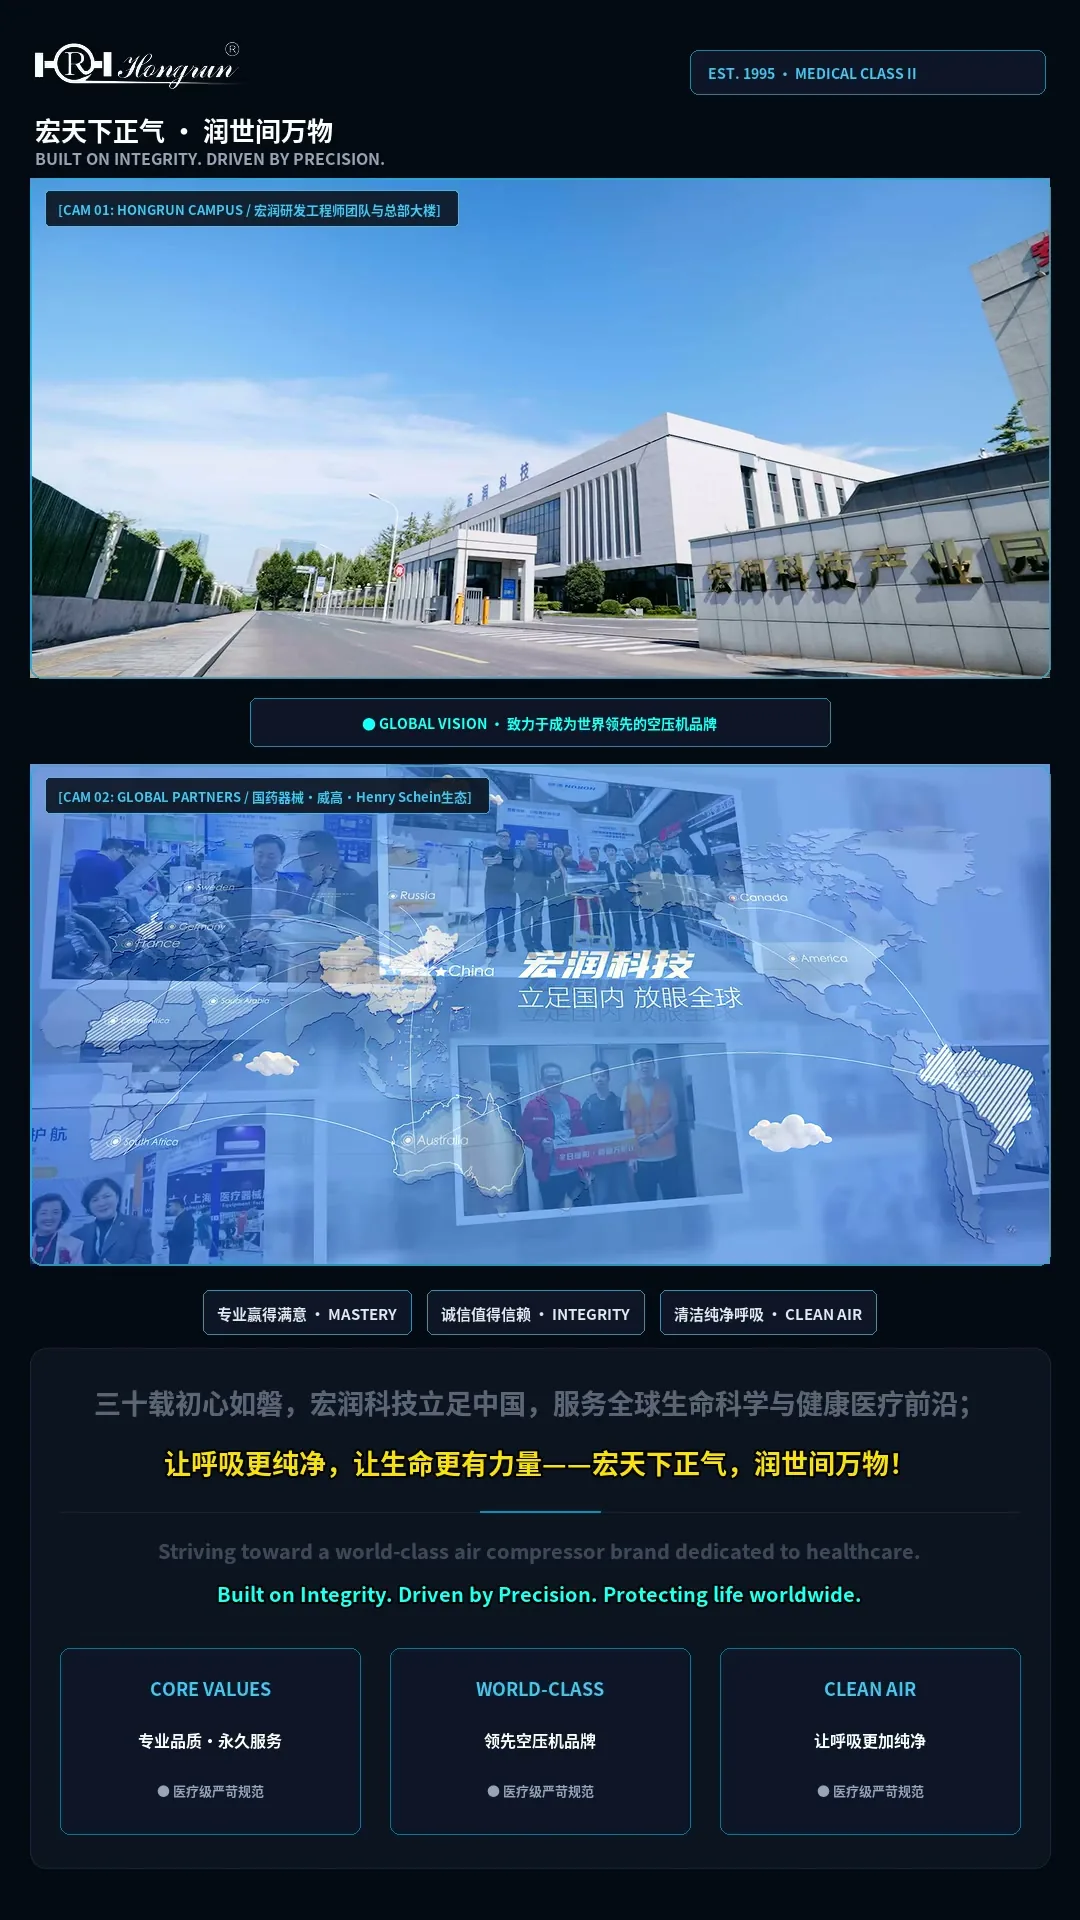 HR Hongrun ®
EST. 1995 • MEDICAL CLASS II
宏天下正气 • 润世间万物
BUILT ON INTEGRITY. DRIVEN BY PRECISION.
[CAM 01: HONGRUN CAMPUS / 宏润研发工程师团队与总部大楼]
宏润科技
宏润科技产业园
● GLOBAL VISION • 致力于成为世界领先的空压机品牌
[CAM 02: GLOBAL PARTNERS / 国药器械•威高•Henry Schein生态]
Sweden
Russia
Canada
Germany
France
China
宏润科技
America
立足国内 放眼全球
Saudi Arabia
Central Africa
South Africa
Australia
护航
上海
医疗器械
专业赢得满意 • MASTERY
诚信值得信赖 • INTEGRITY
清洁纯净呼吸 • CLEAN AIR
三十载初心如磐，宏润科技立足中国，服务全球生命科学与健康医疗前沿；
让呼吸更纯净，让生命更有力量——宏天下正气，润世间万物！
Striving toward a world-class air compressor brand dedicated to healthcare.
Built on Integrity. Driven by Precision. Protecting life worldwide.
CORE VALUES
专业品质•永久服务
● 医疗级严苛规范
WORLD-CLASS
领先空压机品牌
● 医疗级严苛规范
CLEAN AIR
让呼吸更加纯净
● 医疗级严苛规范